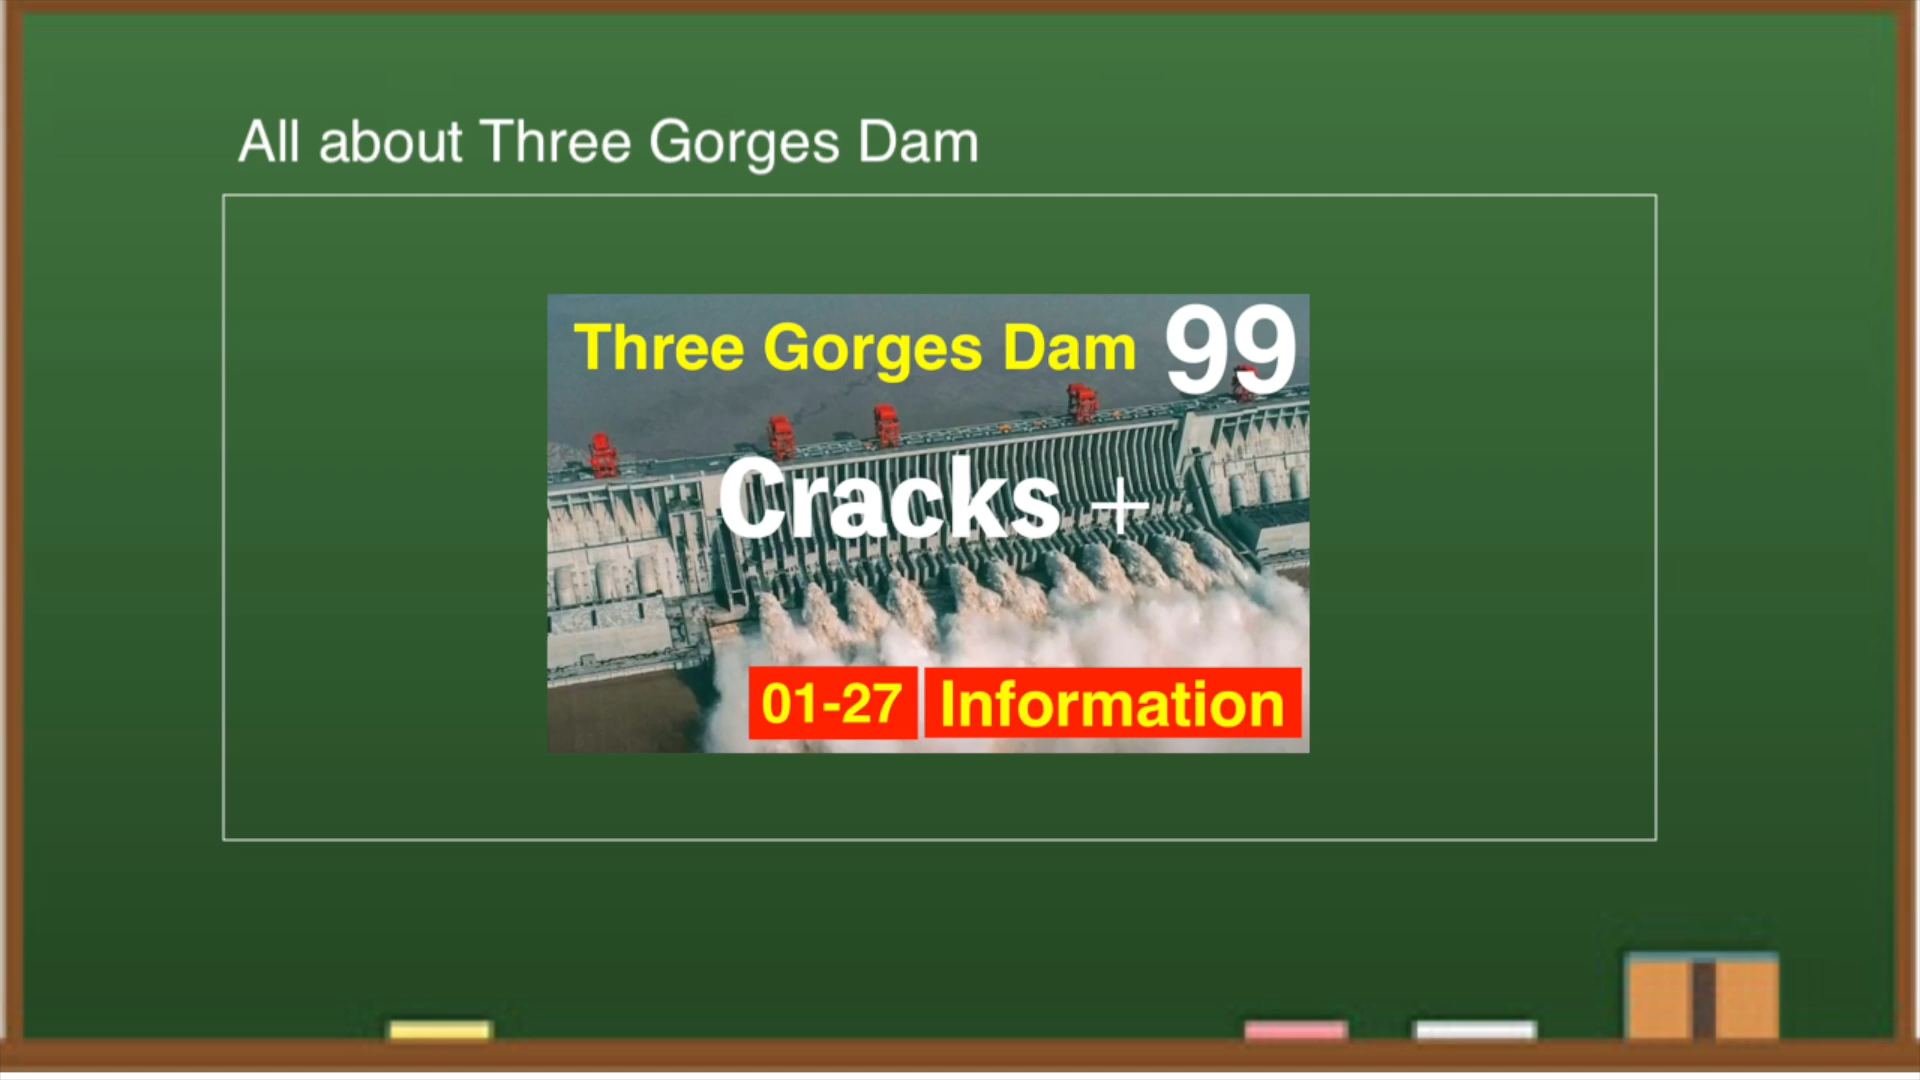 All about Three Gorges Dam
Three Gorges Dam 99
Cracks +
01-27 Information